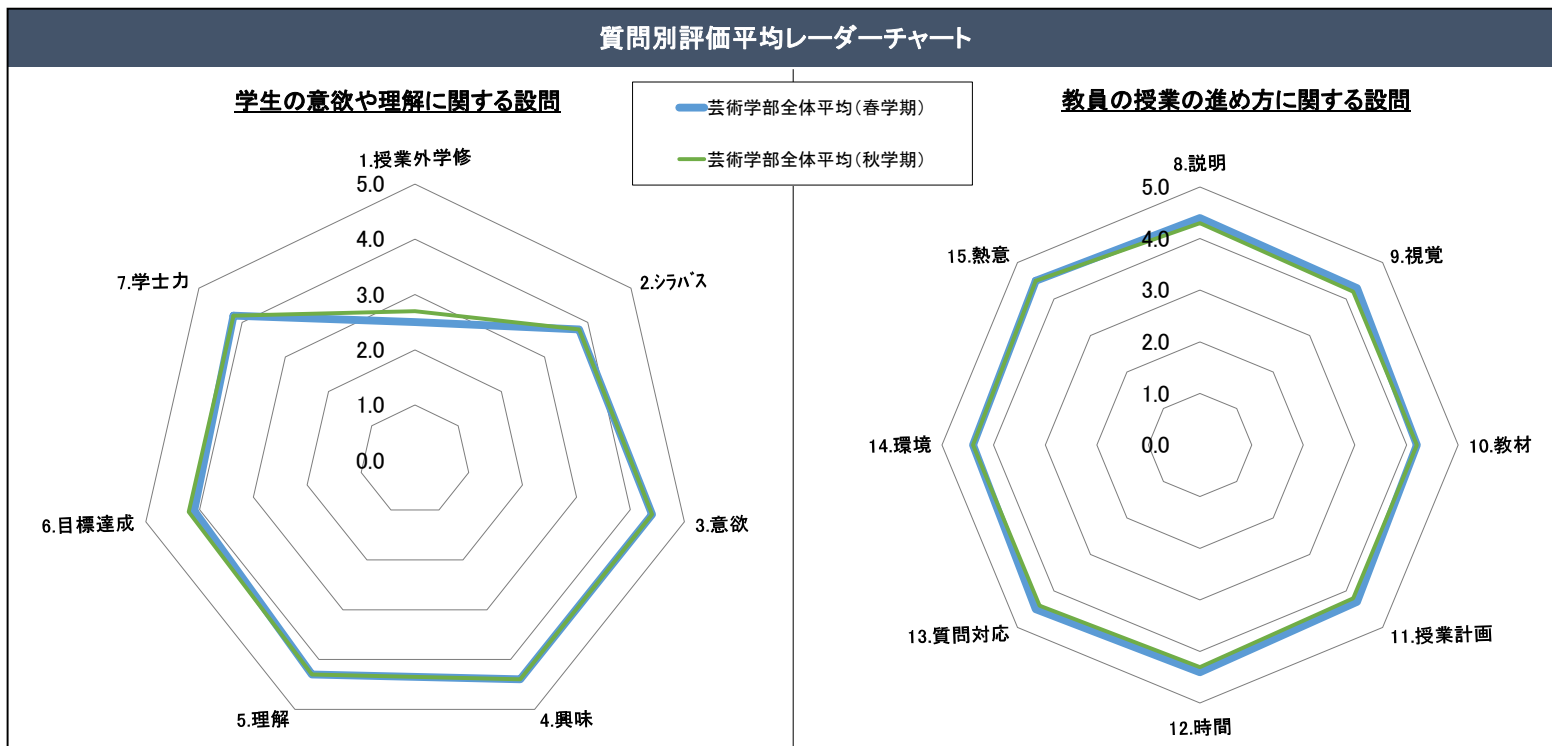 質問別評価平均レーダーチャート
学生の意欲や理解に関する設問
芸術学部全体平均(春学期)
芸術学部全体平均(秋学期)
教員の授業の進め方に関する設問
1.授業外学修
5.0
4.0
3.0
2.0
1.0
0.0
2.シラバス
3.意欲
4.興味
5.理解
6.目標達成
7.学士力
8.説明
5.0
4.0
3.0
2.0
1.0
0.0
9.視覚
10.教材
11.授業計画
12.時間
13.質問対応
14.環境
15.熱意